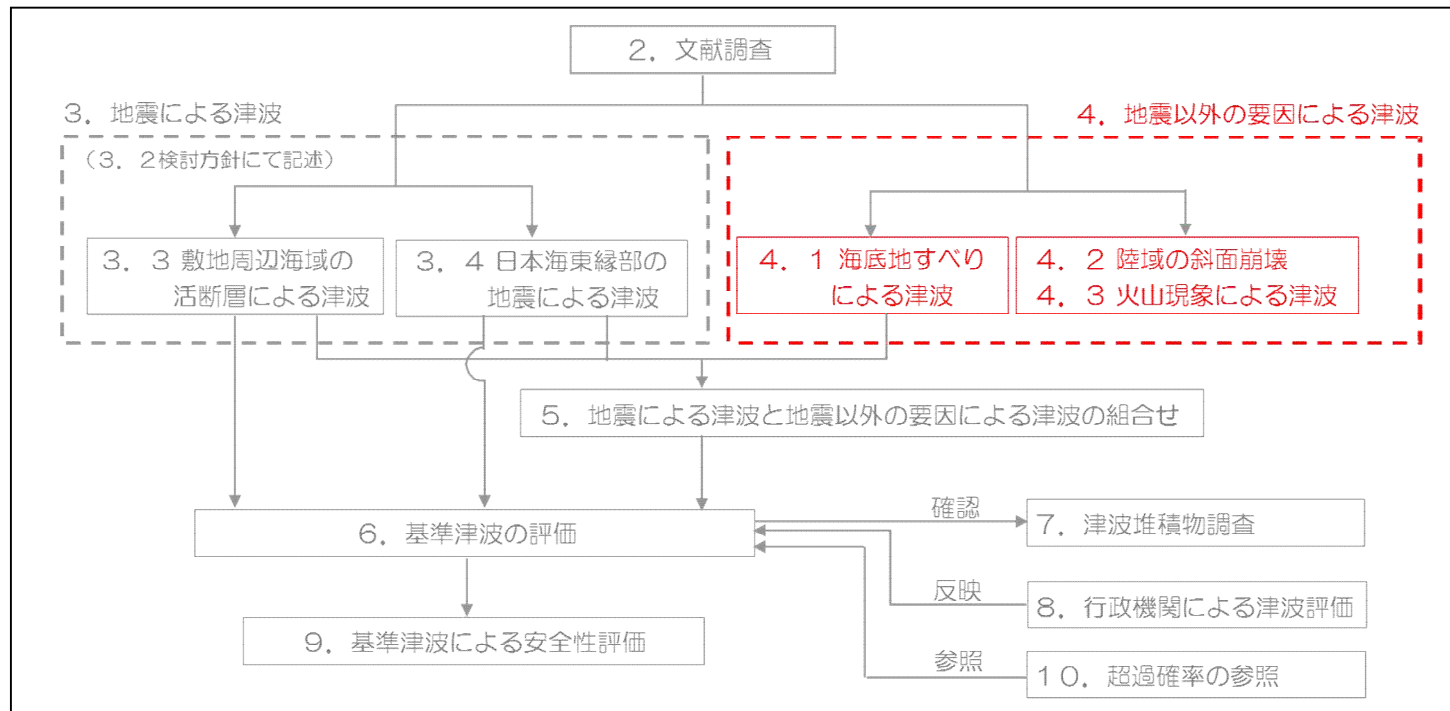 ２．文献調査
３．地震による津波
４．地震以外の要因による津波
（３．２検討方針にて記述）
３．３ 敷地周辺海域の
活断層による津波
３．４ 日本海東縁部の
地震による津波
４．１ 海底地すべり
による津波
４．２ 陸域の斜面崩壊
４．３ 火山現象による津波
５．地震による津波と地震以外の要因による津波の組合せ
６．基準津波の評価
確認
７．津波堆積物調査
反映
８．行政機関による津波評価
９．基準津波による安全性評価
参照
１０．超過確率の参照